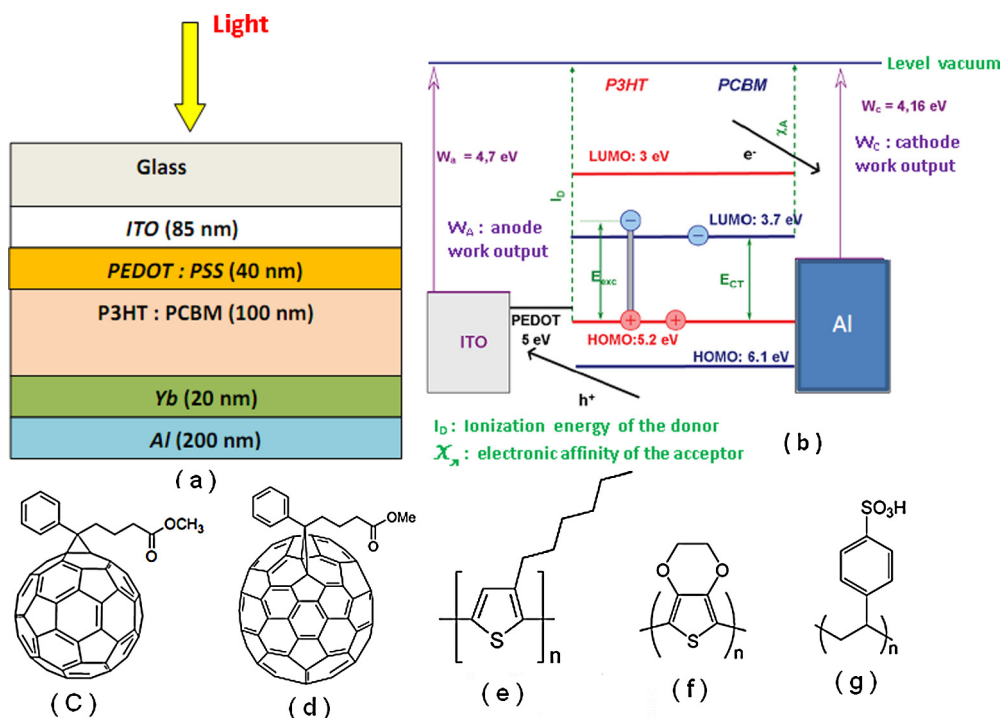 Light
Glass
ITO (85 nm)
PEDOT : PSS (40 nm)
P3HT : PCBM (100 nm)
Yb (20 nm)
Al (200 nm)
(a)
Level vacuum
P3HT
PCBM
Wc = 4,16 eV
Wa = 4,7 eV
χA
e-
WC : cathode
work output
LUMO: 3 eV
ID
WA : anode
work output
LUMO: 3.7 eV
Eexc
ECT
ITO
PEDOT
5 eV
HOMO:5.2 eV
Al
HOMO: 6.1 eV
h+
ID : Ionization energy of the donor
χA : electronic affinity of the acceptor
(b)
OCH3
O
(C)
OMe
O
(d)
S
n
(e)
O O
S
n
(f)
SO3H
n
(g)